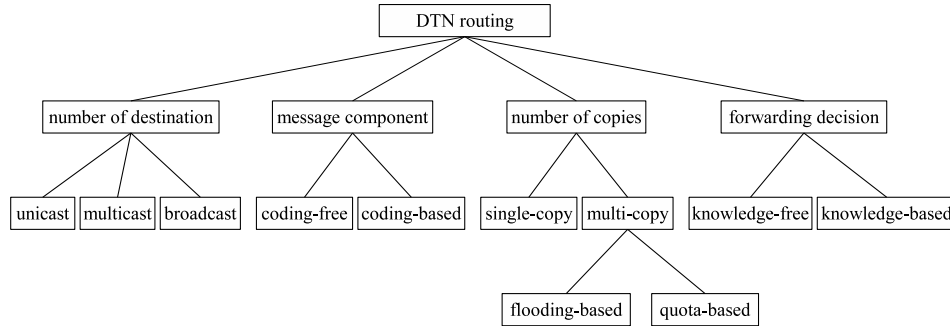 DTN routing
number of destination
message component
number of copies
forwarding decision
unicast
multicast
broadcast
coding-free
coding-based
single-copy
multi-copy
knowledge-free
knowledge-based
flooding-based
quota-based